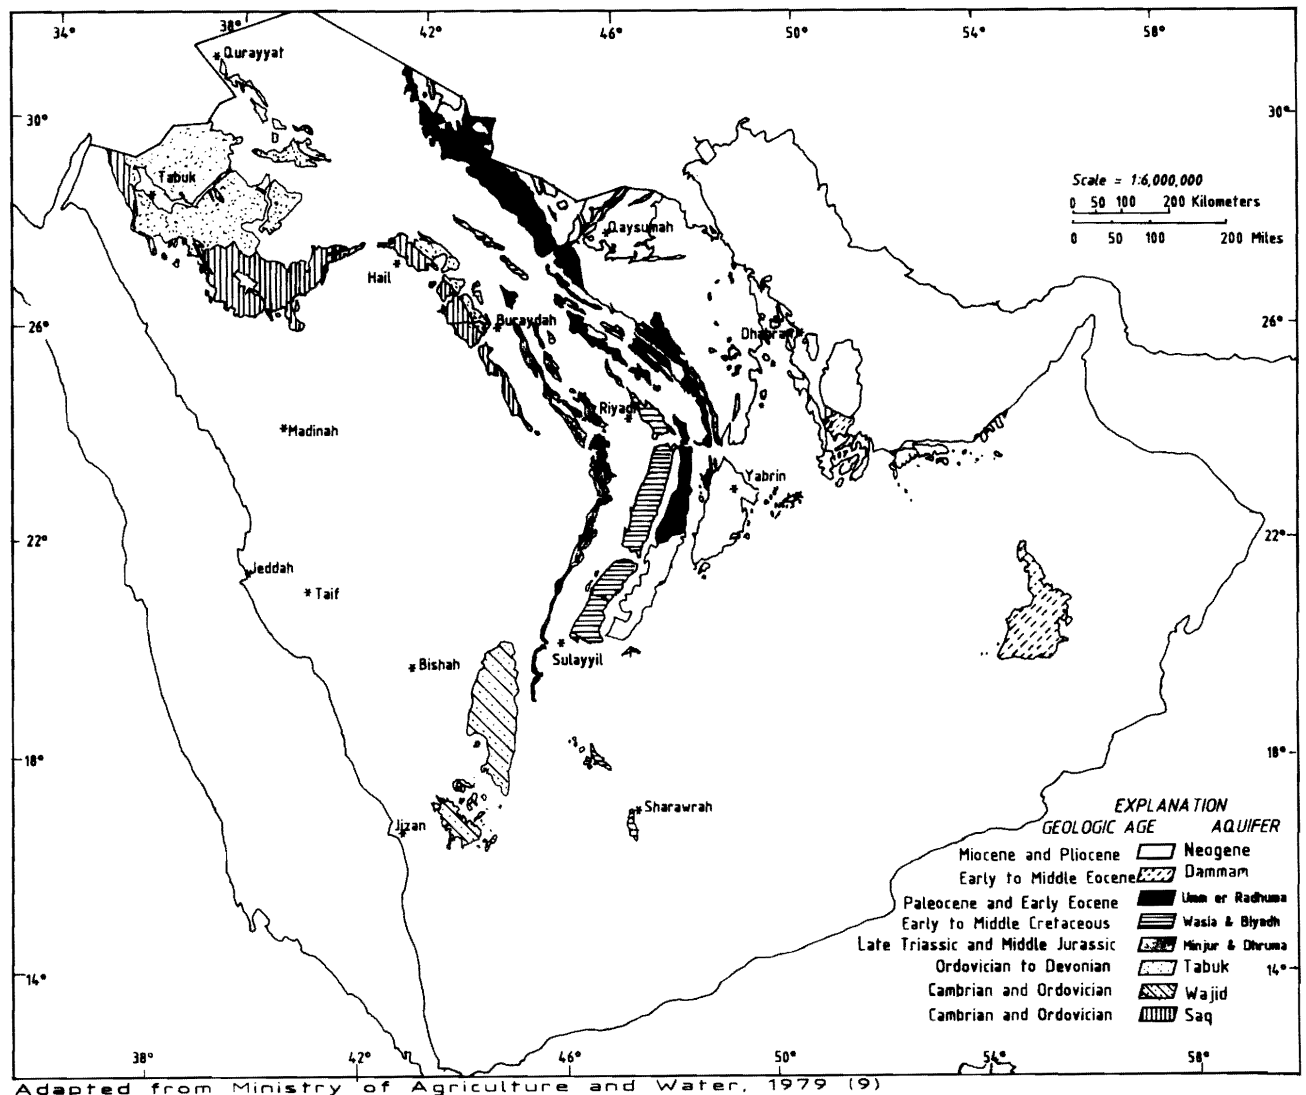 34° 38° 42° 46° 50° 54° 58°
Qurayyat
30° 30°
Tabuk
Scale = 1:6,000,000
0 50 100 200 Kilometers
0 50 100 200 Miles
Qaysumah
Hail
26° Buraydah Dhahran 26°
Riyadh
Madinah
Yabrin
22° 22°
Jeddah
Taif
Sulayyil
Bishah
18° 18°
Sharawrah
Jizan
EXPLANATION
GEOLOGIC AGE AQUIFER
Miocene and Pliocene Neogene
Early to Middle Eocene Dammam
Paleocene and Early Eocene Umm er Radhuma
Early to Middle Cretaceous Wasia & Biyadh
Late Triassic and Middle Jurassic Minjur & Dhruma
Ordovician to Devonian Tabuk
14° 14°
Cambrian and Ordovician Wajid
Cambrian and Ordovician Saq
38° 42° 46° 50° 54° 58°
Adapted from Ministry of Agriculture and Water, 1979 (9)